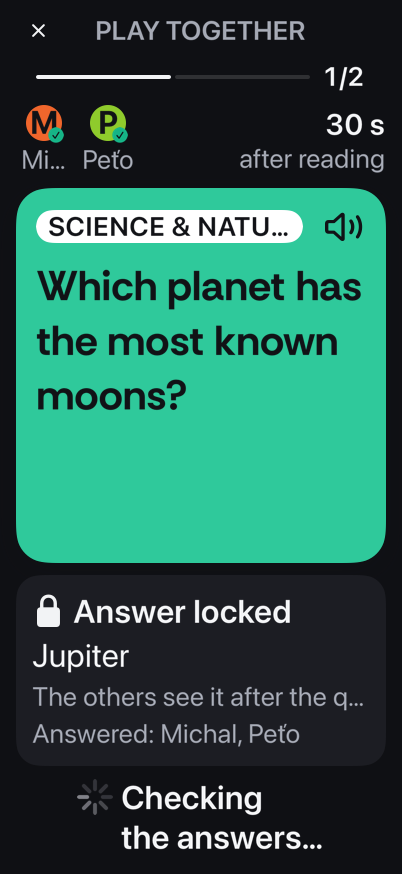 PLAY TOGETHER
1/2
M P
Mi... Peťo
30 s
after reading
SCIENCE & NATU...
Which planet has
the most known
moons?
Answer locked
Jupiter
The others see it after the q...
Answered: Michal, Peťo
Checking
the answers...